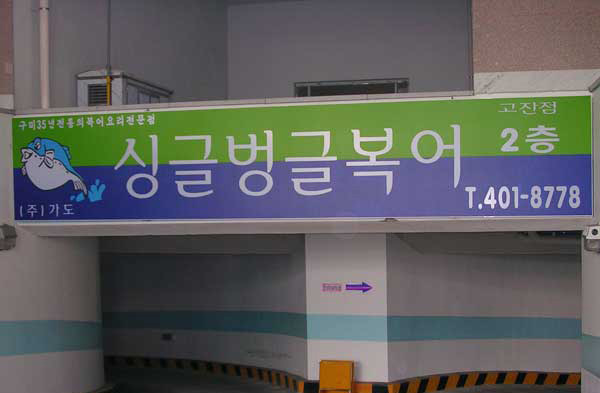 구미35년전통의복어요리전문점
싱글벙글복어
고잔점
2층
(주)가도
T.401-8778